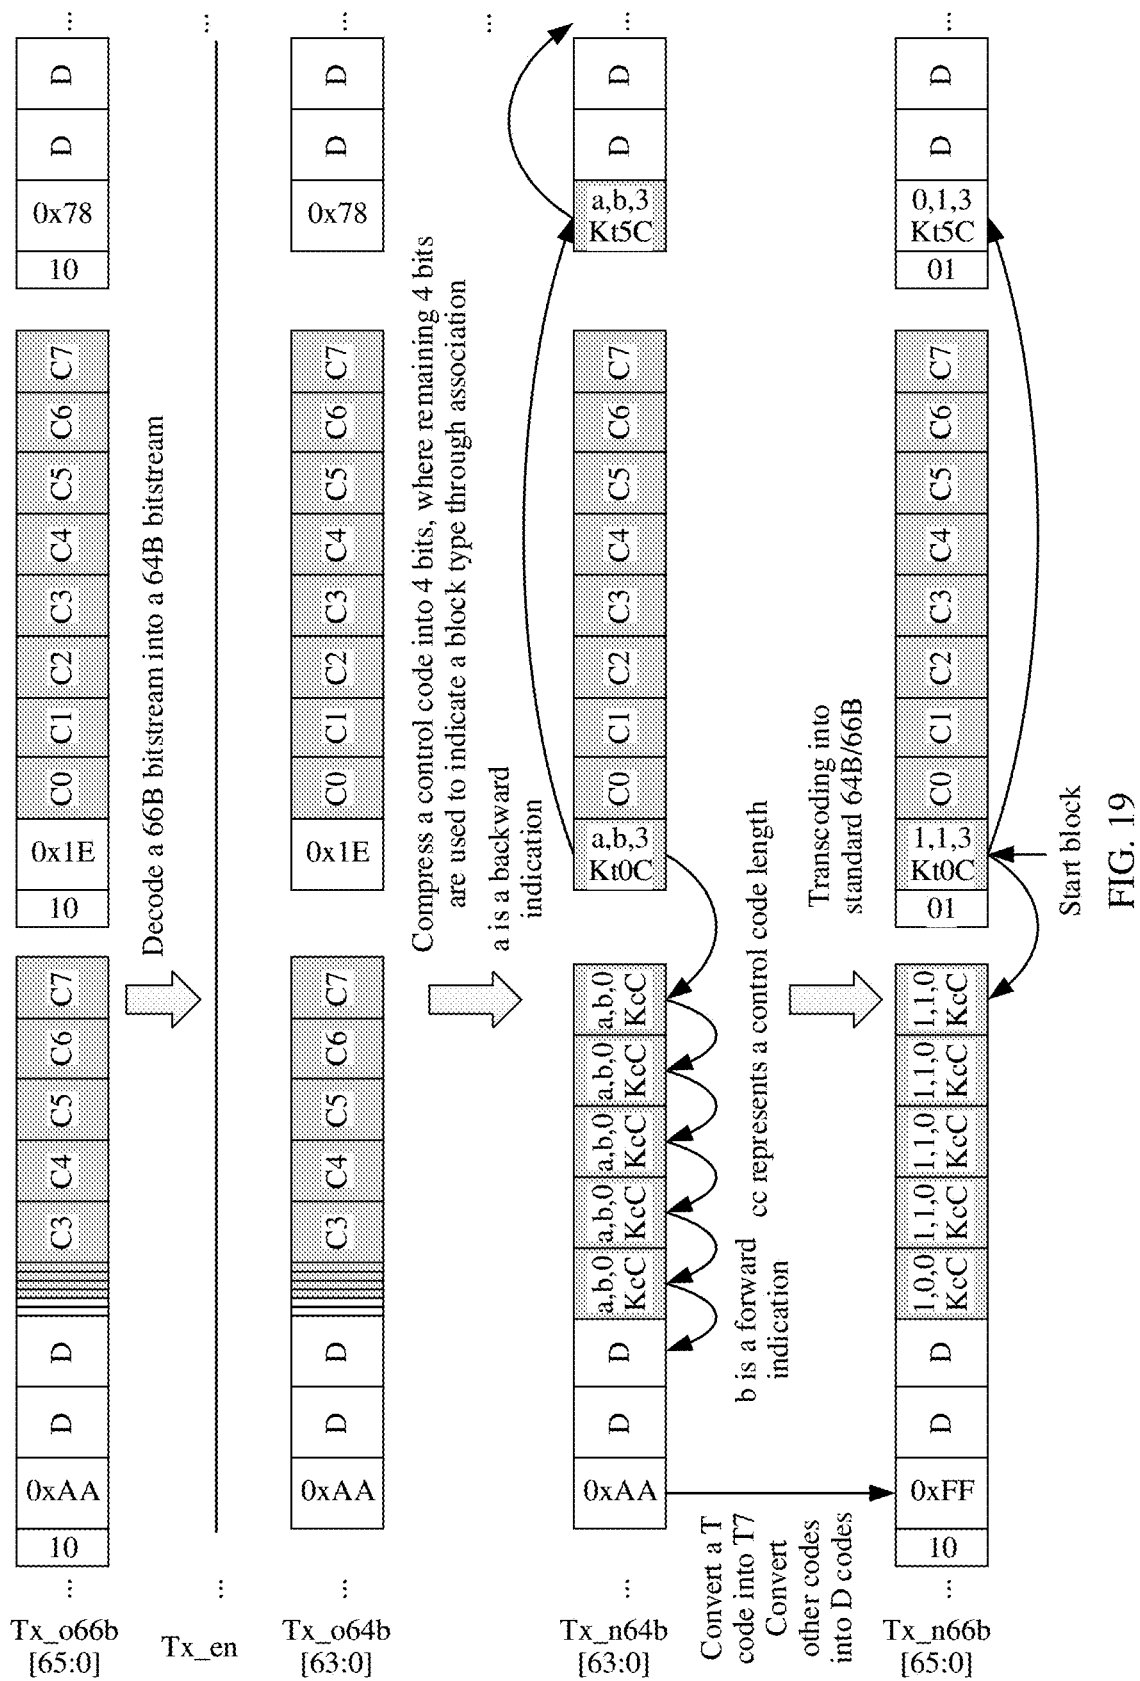 Tx_o66b
[65:0]
... 10 0xAA D D C3 C4 C5 C6 C7 10 0x1E C0 C1 C2 C3 C4 C5 C6 C7 10 0x78 D D ...
Decode a 66B bitstream into a 64B bitstream
Tx_en ... ...
Tx_o64b
[63:0]
... 0xAA D D C3 C4 C5 C6 C7 0x1E C0 C1 C2 C3 C4 C5 C6 C7 0x78 D D ...
Compress a control code into 4 bits, where remaining 4 bits
are used to indicate a block type through association
a is a backward
indication
...
Tx_n64b
[63:0]
... 0xAA D D a,b,0 a,b,0 a,b,0 a,b,0 a,b,0 a,b,3 C0 C1 C2 C3 C4 C5 C6 C7 a,b,3 D D ...
KcC KcC KcC KcC KcC Kt0C Kt5C
Convert a T
code into T7
Convert
other codes
into D codes
b is a forward
indication
cc represents a control code length
Transcoding into
standard 64B/66B
Tx_n66b
[65:0]
... 10 0xFF D D 1,0,0 1,1,0 1,1,0 1,1,0 1,1,0 01 1,1,3 C0 C1 C2 C3 C4 C5 C6 C7 01 0,1,3 D D ...
KcC KcC KcC KcC KcC Kt0C Kt5C
Start block
FIG. 19